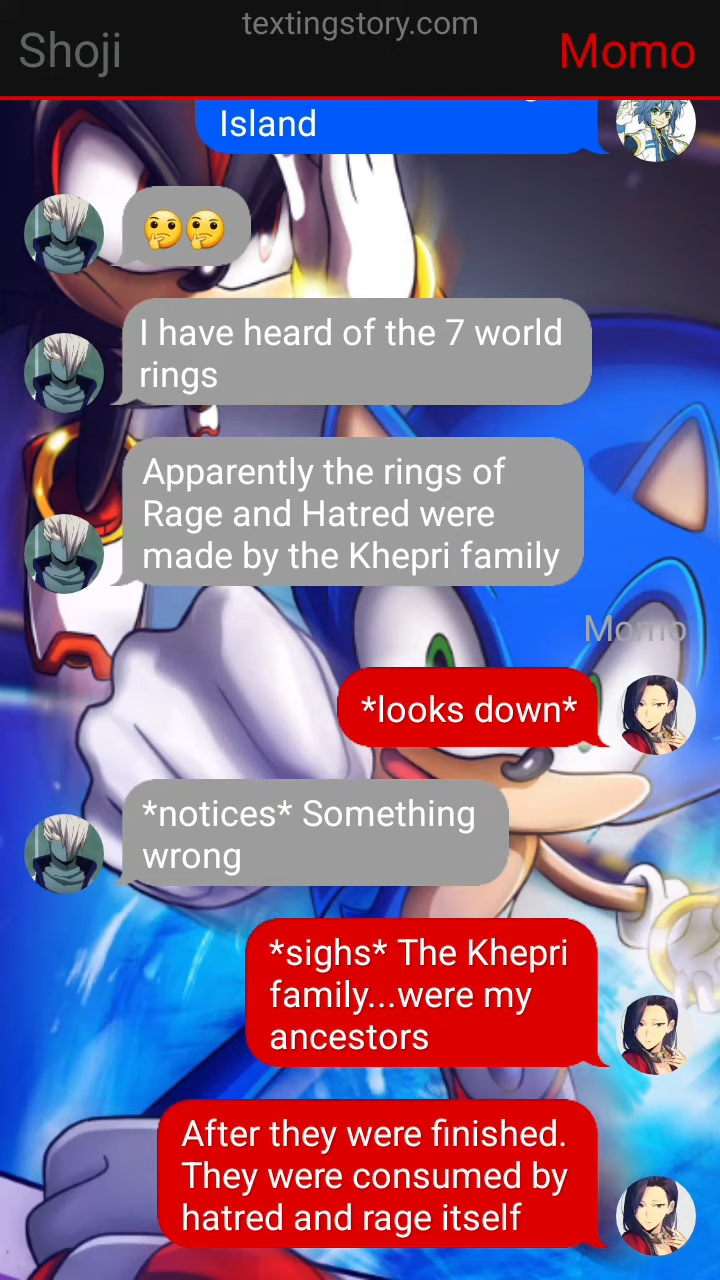 textingstory.com
Shoji
Momo
Island
🤔🤔
I have heard of the 7 world
rings
Apparently the rings of
Rage and Hatred were
made by the Khepri family
Momo
*looks down*
*notices* Something
wrong
*sighs* The Khepri
family...were my
ancestors
After they were finished.
They were consumed by
hatred and rage itself